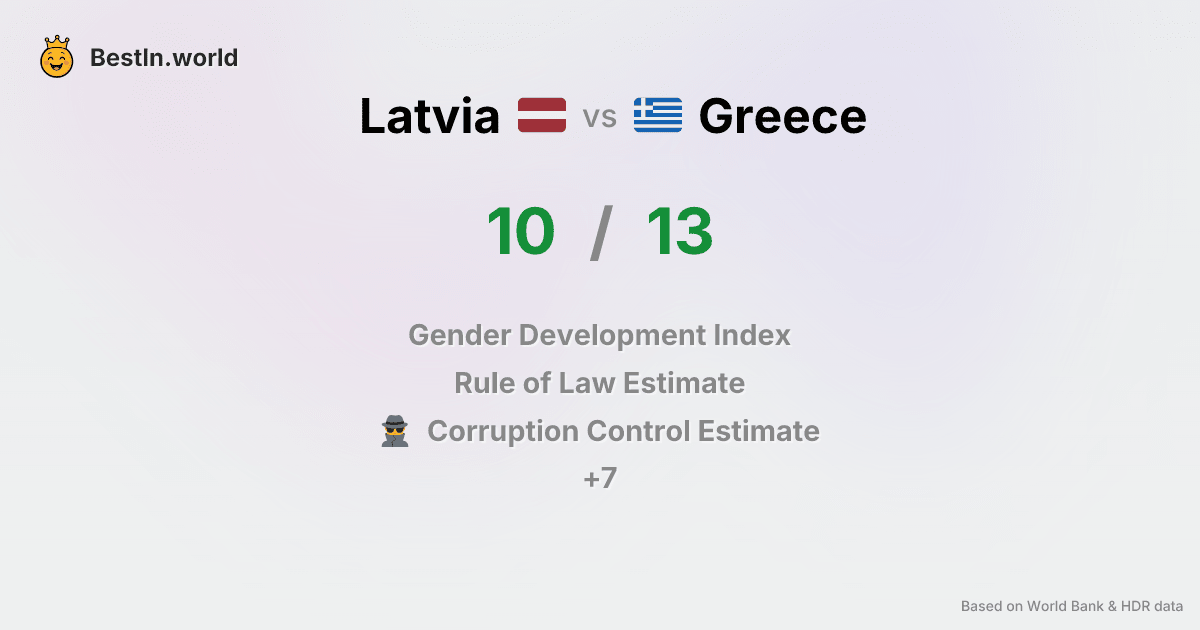 BestIn.world
Latvia vs Greece
10 / 13
Gender Development Index
Rule of Law Estimate
Corruption Control Estimate
+7
Based on World Bank & HDR data